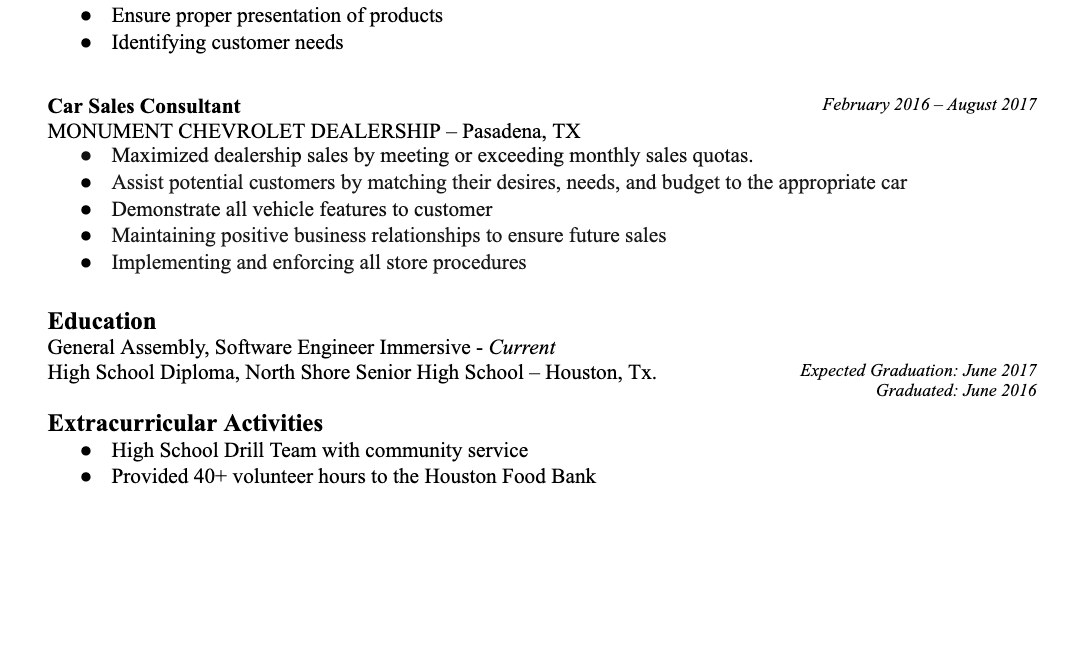 ● Ensure proper presentation of products
● Identifying customer needs
Car Sales Consultant February 2016 – August 2017
MONUMENT CHEVROLET DEALERSHIP – Pasadena, TX
● Maximized dealership sales by meeting or exceeding monthly sales quotas.
● Assist potential customers by matching their desires, needs, and budget to the appropriate car
● Demonstrate all vehicle features to customer
● Maintaining positive business relationships to ensure future sales
● Implementing and enforcing all store procedures
Education
General Assembly, Software Engineer Immersive - Current
High School Diploma, North Shore Senior High School – Houston, Tx. Expected Graduation: June 2017
Graduated: June 2016
Extracurricular Activities
● High School Drill Team with community service
● Provided 40+ volunteer hours to the Houston Food Bank